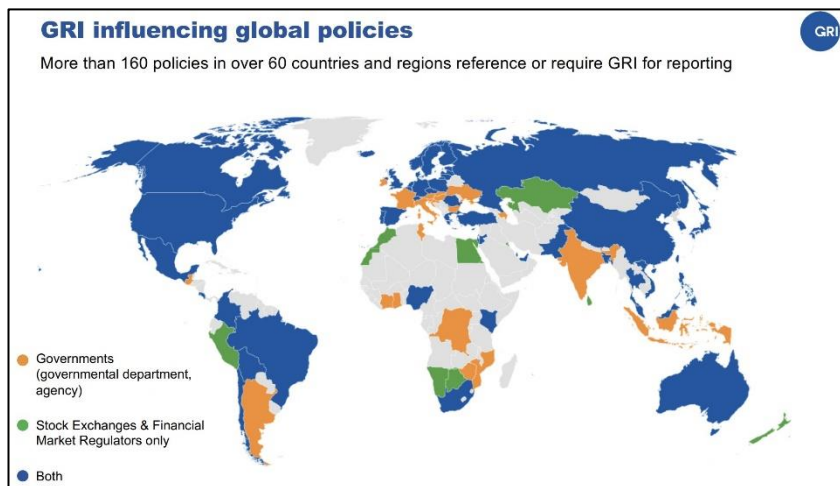 GRI influencing global policies
GRI
More than 160 policies in over 60 countries and regions reference or require GRI for reporting
Governments
(governmental department,
agency)
Stock Exchanges & Financial
Market Regulators only
Both